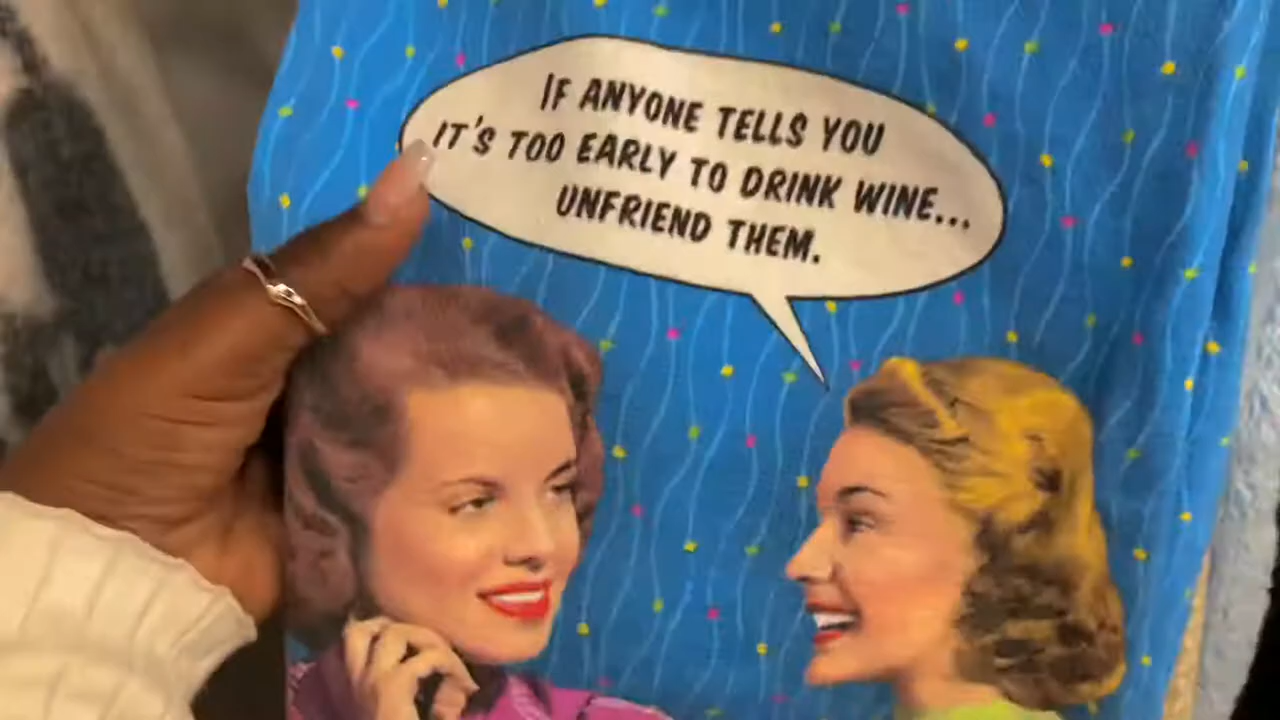 IF ANYONE TELLS YOU
IT'S TOO EARLY TO DRINK WINE...
UNFRIEND THEM.